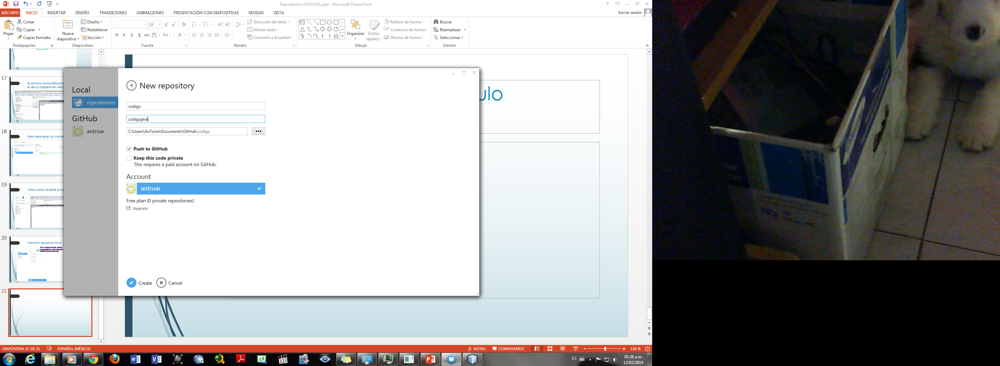 Repositorios (GITHUB).pptx - Microsoft PowerPoint
ARCHIVO INICIO INSERTAR DISEÑO TRANSICIONES ANIMACIONES PRESENTACIÓN CON DIAPOSITIVAS REVISAR VISTA Iniciar sesión
Pegar
Cortar
Copiar
Copiar formato
Portapapeles
Nueva diapositiva
Diseño
Restablecer
Sección
Diapositivas
18
N K S S abc AV Aa A
Fuente
Dirección del texto
Alinear texto
Convertir a SmartArt
Párrafo
Organizar
Estilos rápidos
Relleno de forma
Contorno de forma
Efectos de forma
Dibujo
Buscar
Reemplazar
Seleccionar
Edición
17
El archivo automáticame
el de la carpeta en wind
18
Para deshacer los camb
19
Vista como revierte el ca
20
Creación repositorio local
21
ulo
Local
repositories
GitHub
antroar
New repository
codigo
codigojava
C:\Users\AnToine\Documents\GitHub\codigo
Push to GitHub
Keep this code private
This requires a paid account on GitHub.
Account
antroar
Free plan (0 private repositories)
Upgrade
Create Cancel
DIAPOSITIVA 21 DE 21 ESPAÑOL (MÉXICO) NOTAS COMENTARIOS 116 %
ES 01:28 a.m.
12/02/2014